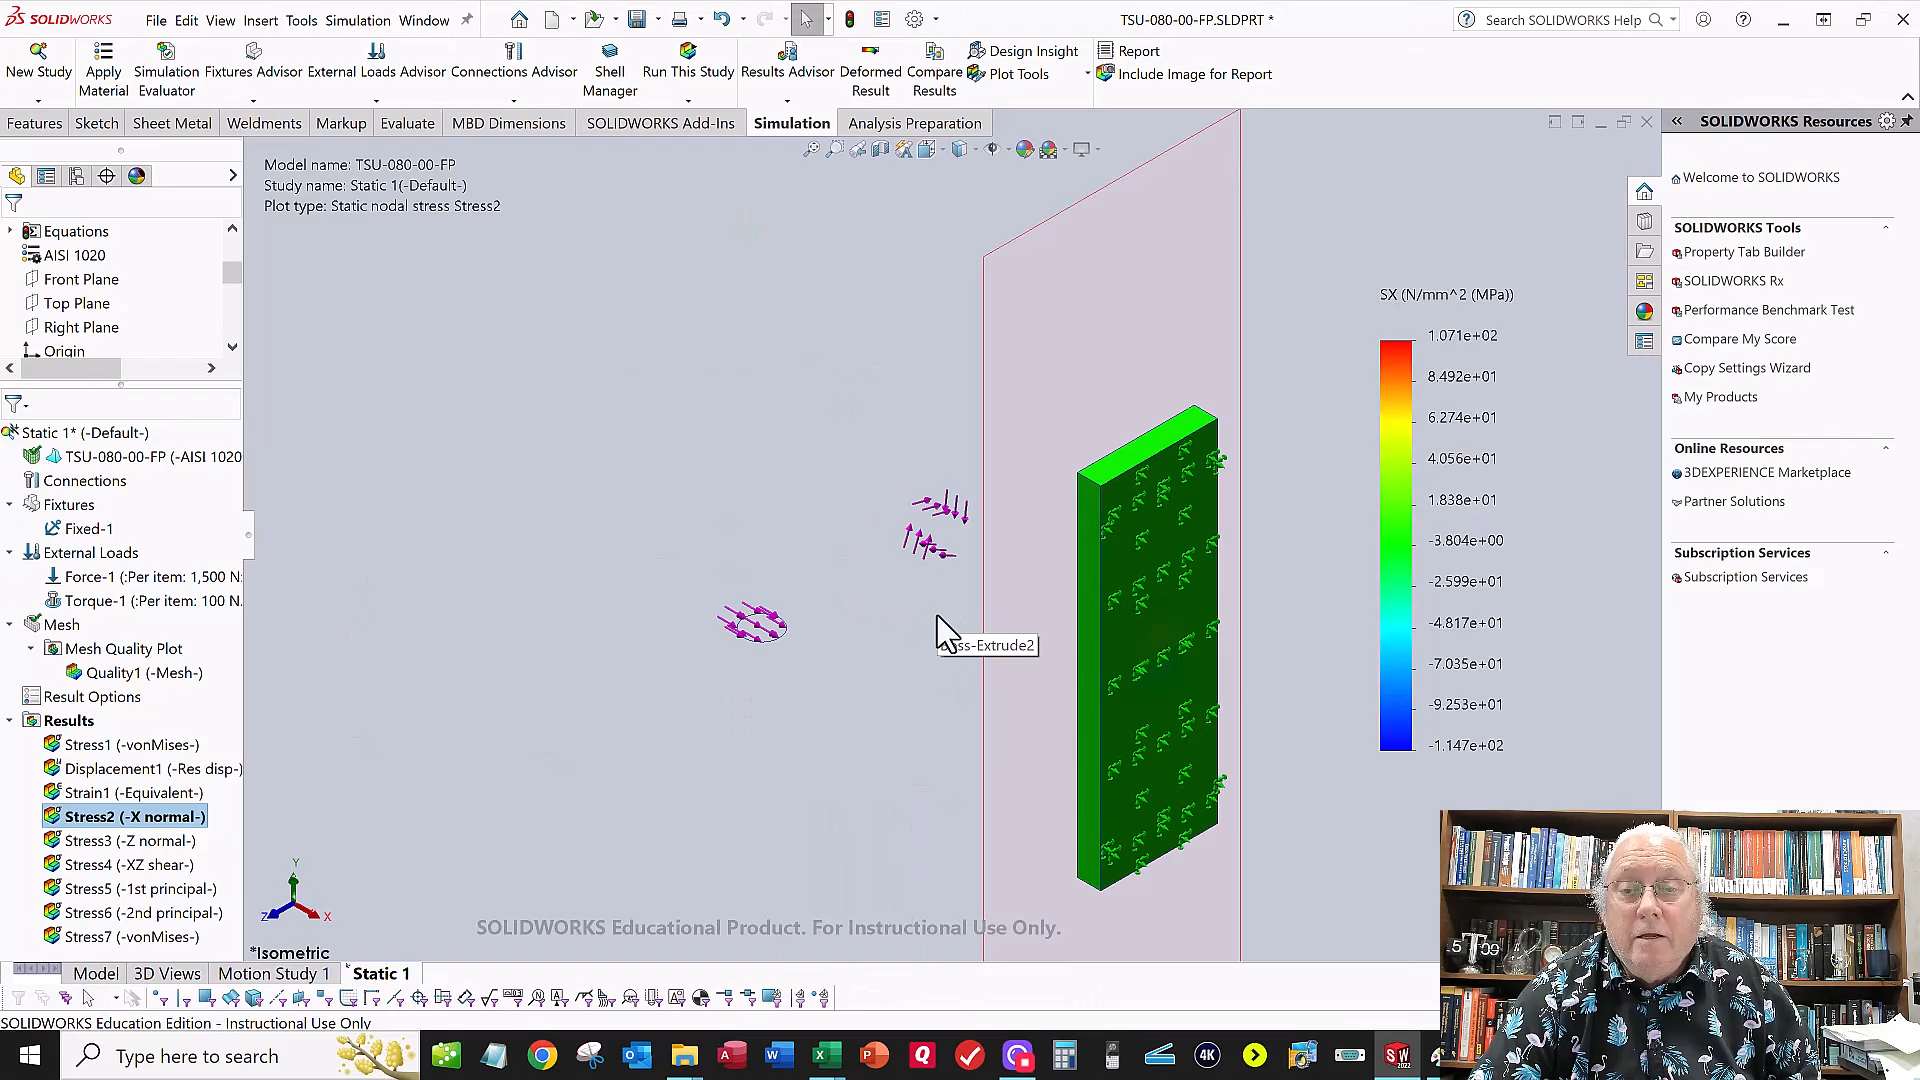 SOLIDWORKS File Edit View Insert Tools Simulation Window TSU-080-00-FP.SLDPRT * Search SOLIDWORKS Help
New Study Apply Material Simulation Evaluator Fixtures Advisor External Loads Advisor Connections Advisor Shell Manager Run This Study Results Advisor Deformed Result Compare Results Design Insight Plot Tools Report Include Image for Report
Features Sketch Sheet Metal Weldments Markup Evaluate MBD Dimensions SOLIDWORKS Add-Ins Simulation Analysis Preparation
Equations
AISI 1020
Front Plane
Top Plane
Right Plane
Origin
Static 1* (-Default-)
TSU-080-00-FP (-AISI 1020
Connections
Fixtures
Fixed-1
External Loads
Force-1 (:Per item: 1,500 N:
Torque-1 (:Per item: 100 N.
Mesh
Mesh Quality Plot
Quality1 (-Mesh-)
Result Options
Results
Stress1 (-vonMises-)
Displacement1 (-Res disp-)
Strain1 (-Equivalent-)
Stress2 (-X normal-)
Stress3 (-Z normal-)
Stress4 (-XZ shear-)
Stress5 (-1st principal-)
Stress6 (-2nd principal-)
Stress7 (-vonMises-)
Model name: TSU-080-00-FP
Study name: Static 1(-Default-)
Plot type: Static nodal stress Stress2
ss-Extrude2
SX (N/mm^2 (MPa))
1.071e+02
8.492e+01
6.274e+01
4.056e+01
1.838e+01
-3.804e+00
-2.599e+01
-4.817e+01
-7.035e+01
-9.253e+01
-1.147e+02
Y
Z X
*Isometric
SOLIDWORKS Educational Product. For Instructional Use Only.
SOLIDWORKS Resources
Welcome to SOLIDWORKS
SOLIDWORKS Tools
Property Tab Builder
SOLIDWORKS Rx
Performance Benchmark Test
Compare My Score
Copy Settings Wizard
My Products
Online Resources
3DEXPERIENCE Marketplace
Partner Solutions
Subscription Services
Subscription Services
Model 3D Views Motion Study 1 Static 1
SOLIDWORKS Education Edition - Instructional Use Only
Type here to search
4K
SW 2022